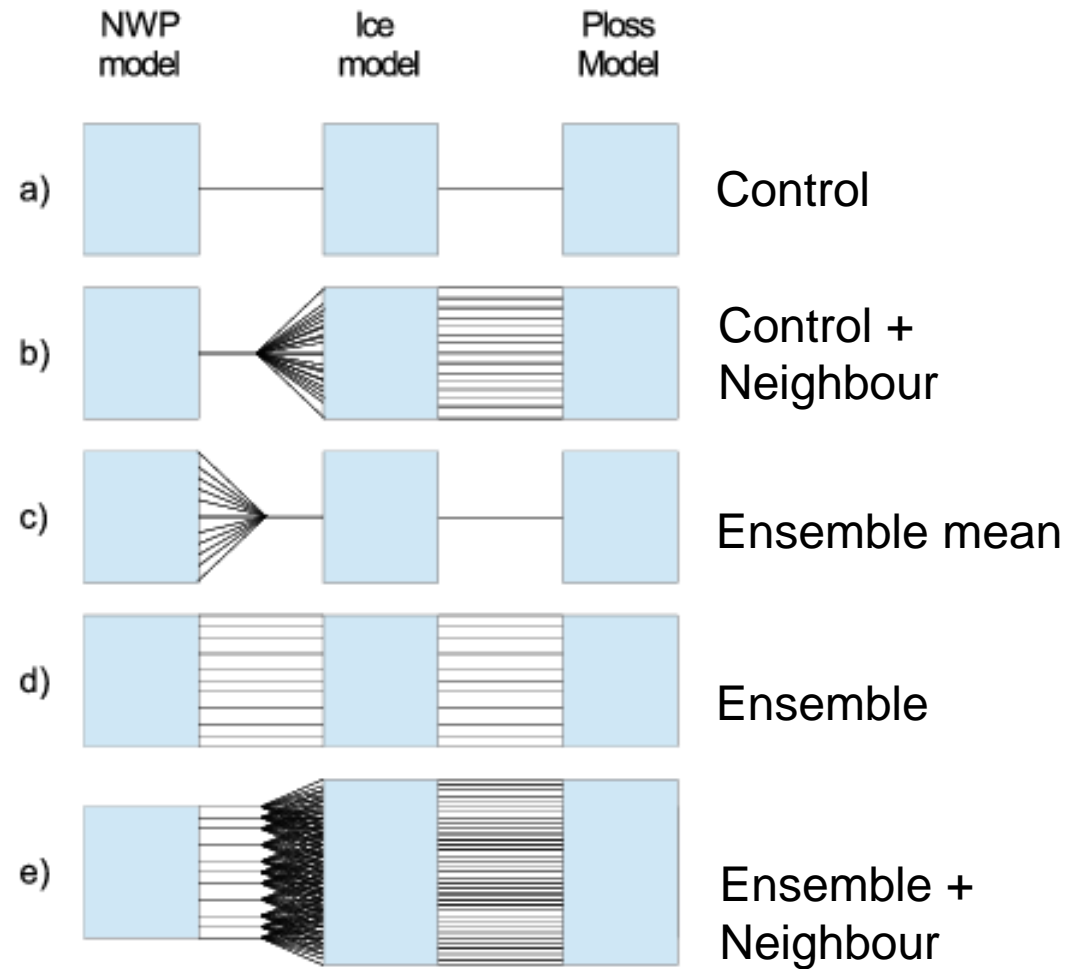 NWP model
Ice model
Ploss Model
a)
Control
b)
Control +
Neighbour
c)
Ensemble mean
d)
Ensemble
e)
Ensemble +
Neighbour